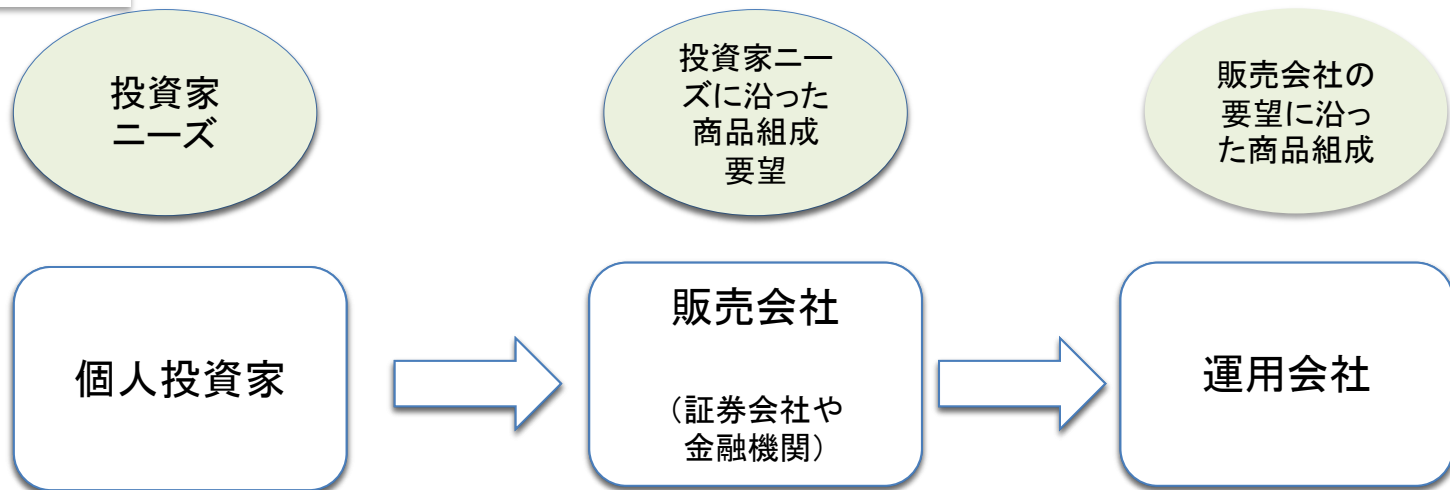 投資家
ニーズ
投資家ニー
ズに沿った
商品組成
要望
販売会社の
要望に沿っ
た商品組成
個人投資家
販売会社
（証券会社や
金融機関）
運用会社